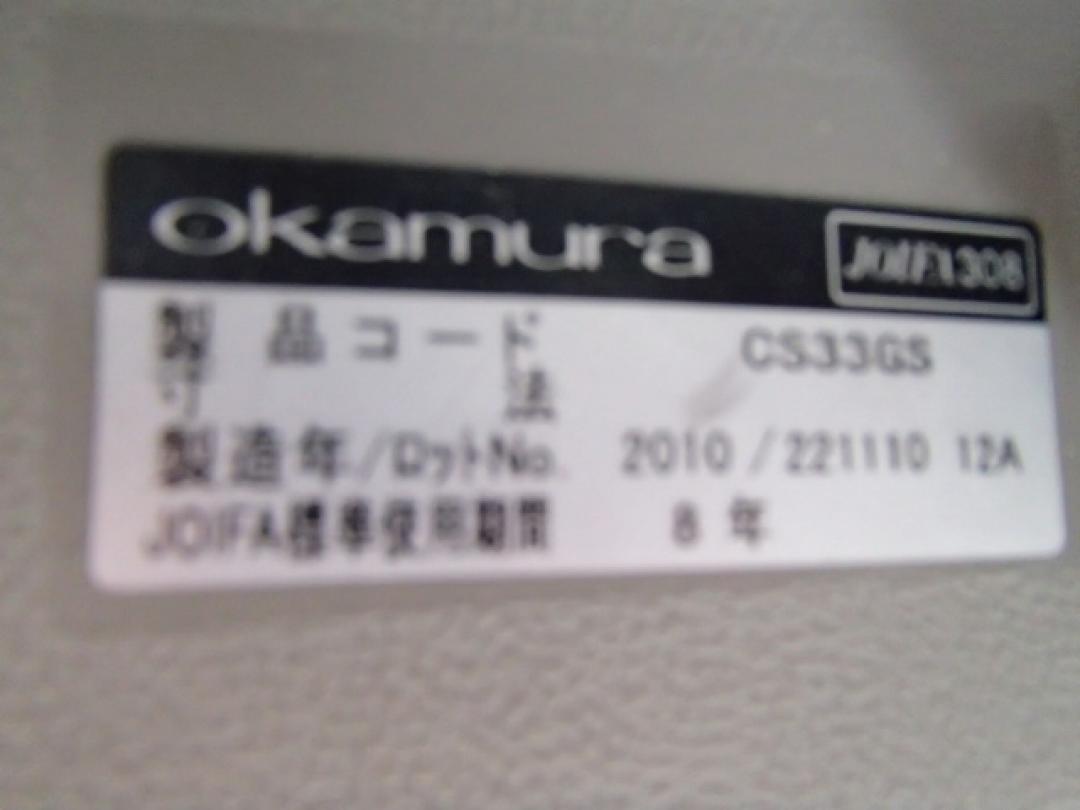 okamura JOIFA308
製品コード CS33GS
寸法
製造年/ロットNo. 2010/221110 12A
JOIFA標準使用期間 8年